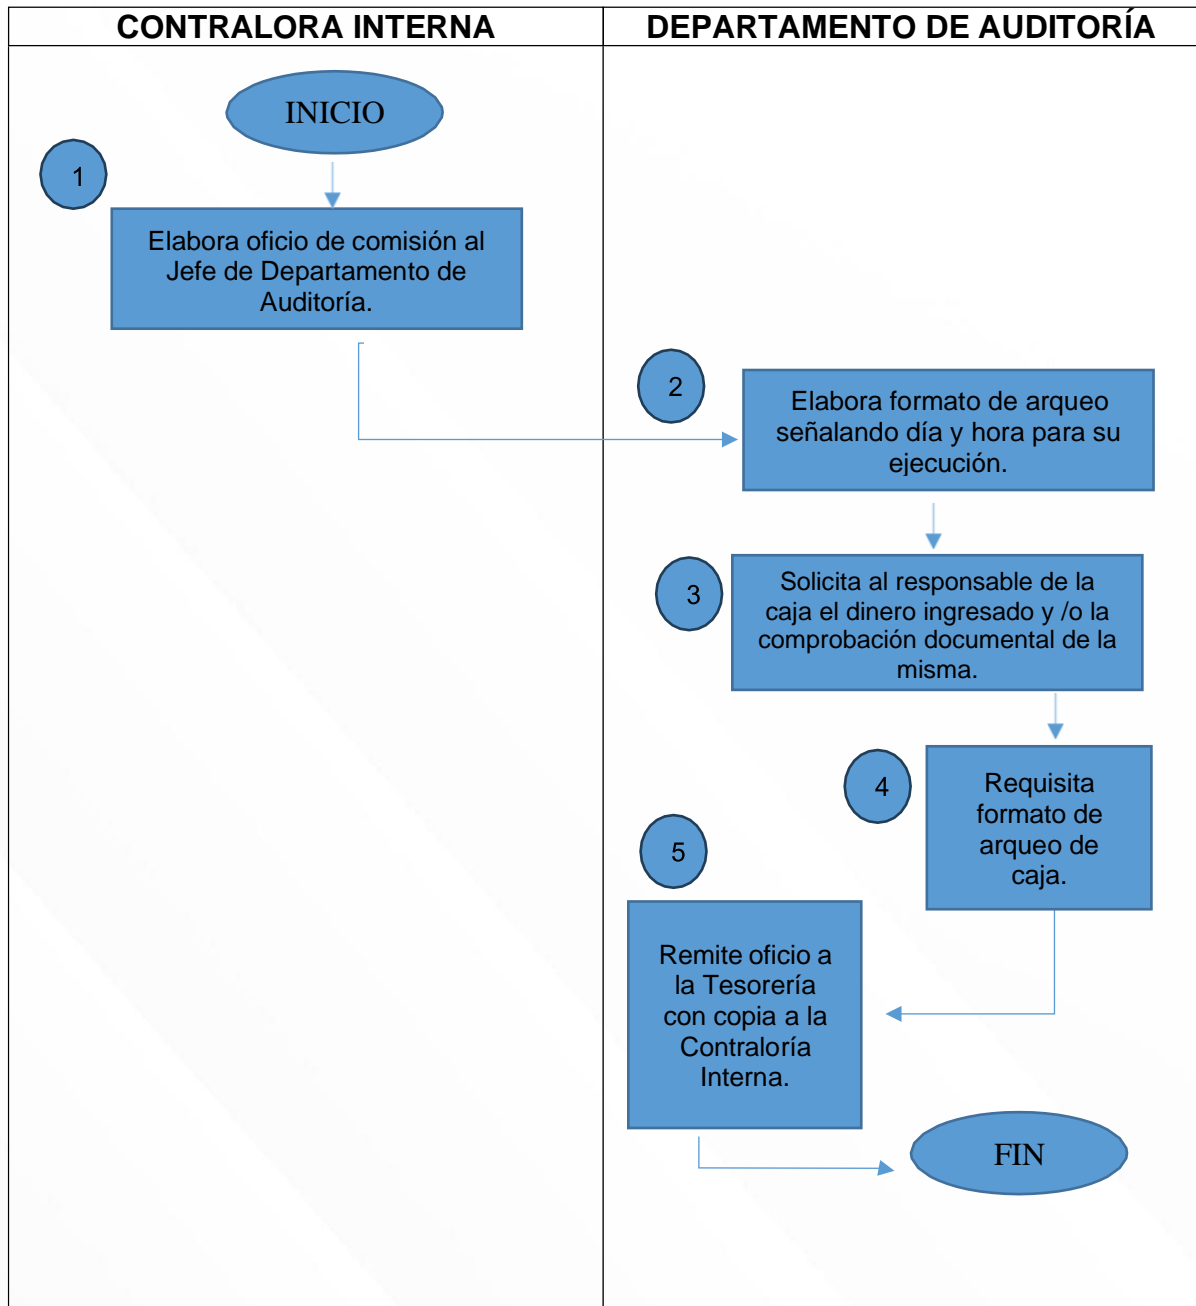 CONTRALORA INTERNA
DEPARTAMENTO DE AUDITORÍA
INICIO
1
Elabora oficio de comisión al
Jefe de Departamento de
Auditoría.
2
Elabora formato de arqueo
señalando día y hora para su
ejecución.
3
Solicita al responsable de la
caja el dinero ingresado y /o la
comprobación documental de la
misma.
4
Requisita
formato de
arqueo de
caja.
5
Remite oficio a
la Tesorería
con copia a la
Contraloría
Interna.
FIN